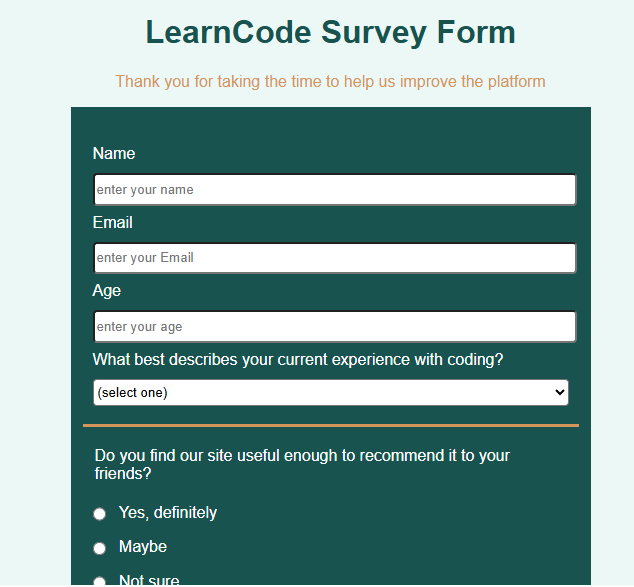 LearnCode Survey Form
Thank you for taking the time to help us improve the platform
Name
enter your name
Email
enter your Email
Age
enter your age
What best describes your current experience with coding?
(select one)
Do you find our site useful enough to recommend it to your
friends?
Yes, definitely
Maybe
Not sure